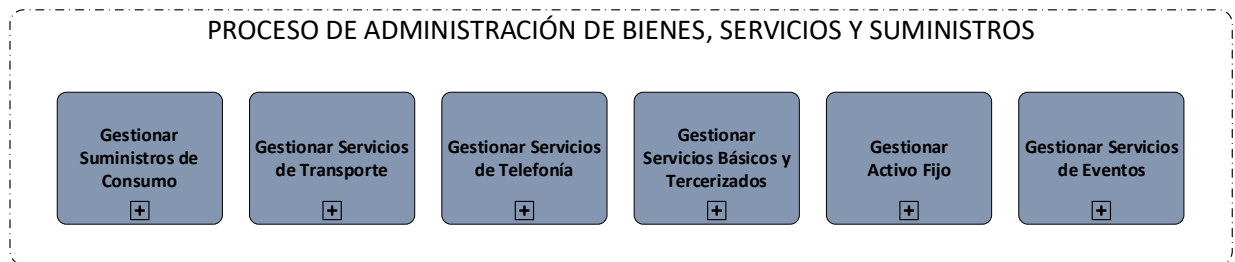 PROCESO DE ADMINISTRACIÓN DE BIENES, SERVICIOS Y SUMINISTROS
Gestionar
Suministros de
Consumo
Gestionar Servicios
de Transporte
Gestionar Servicios
de Telefonía
Gestionar
Servicios Básicos y
Tercerizados
Gestionar
Activo Fijo
Gestionar Servicios
de Eventos